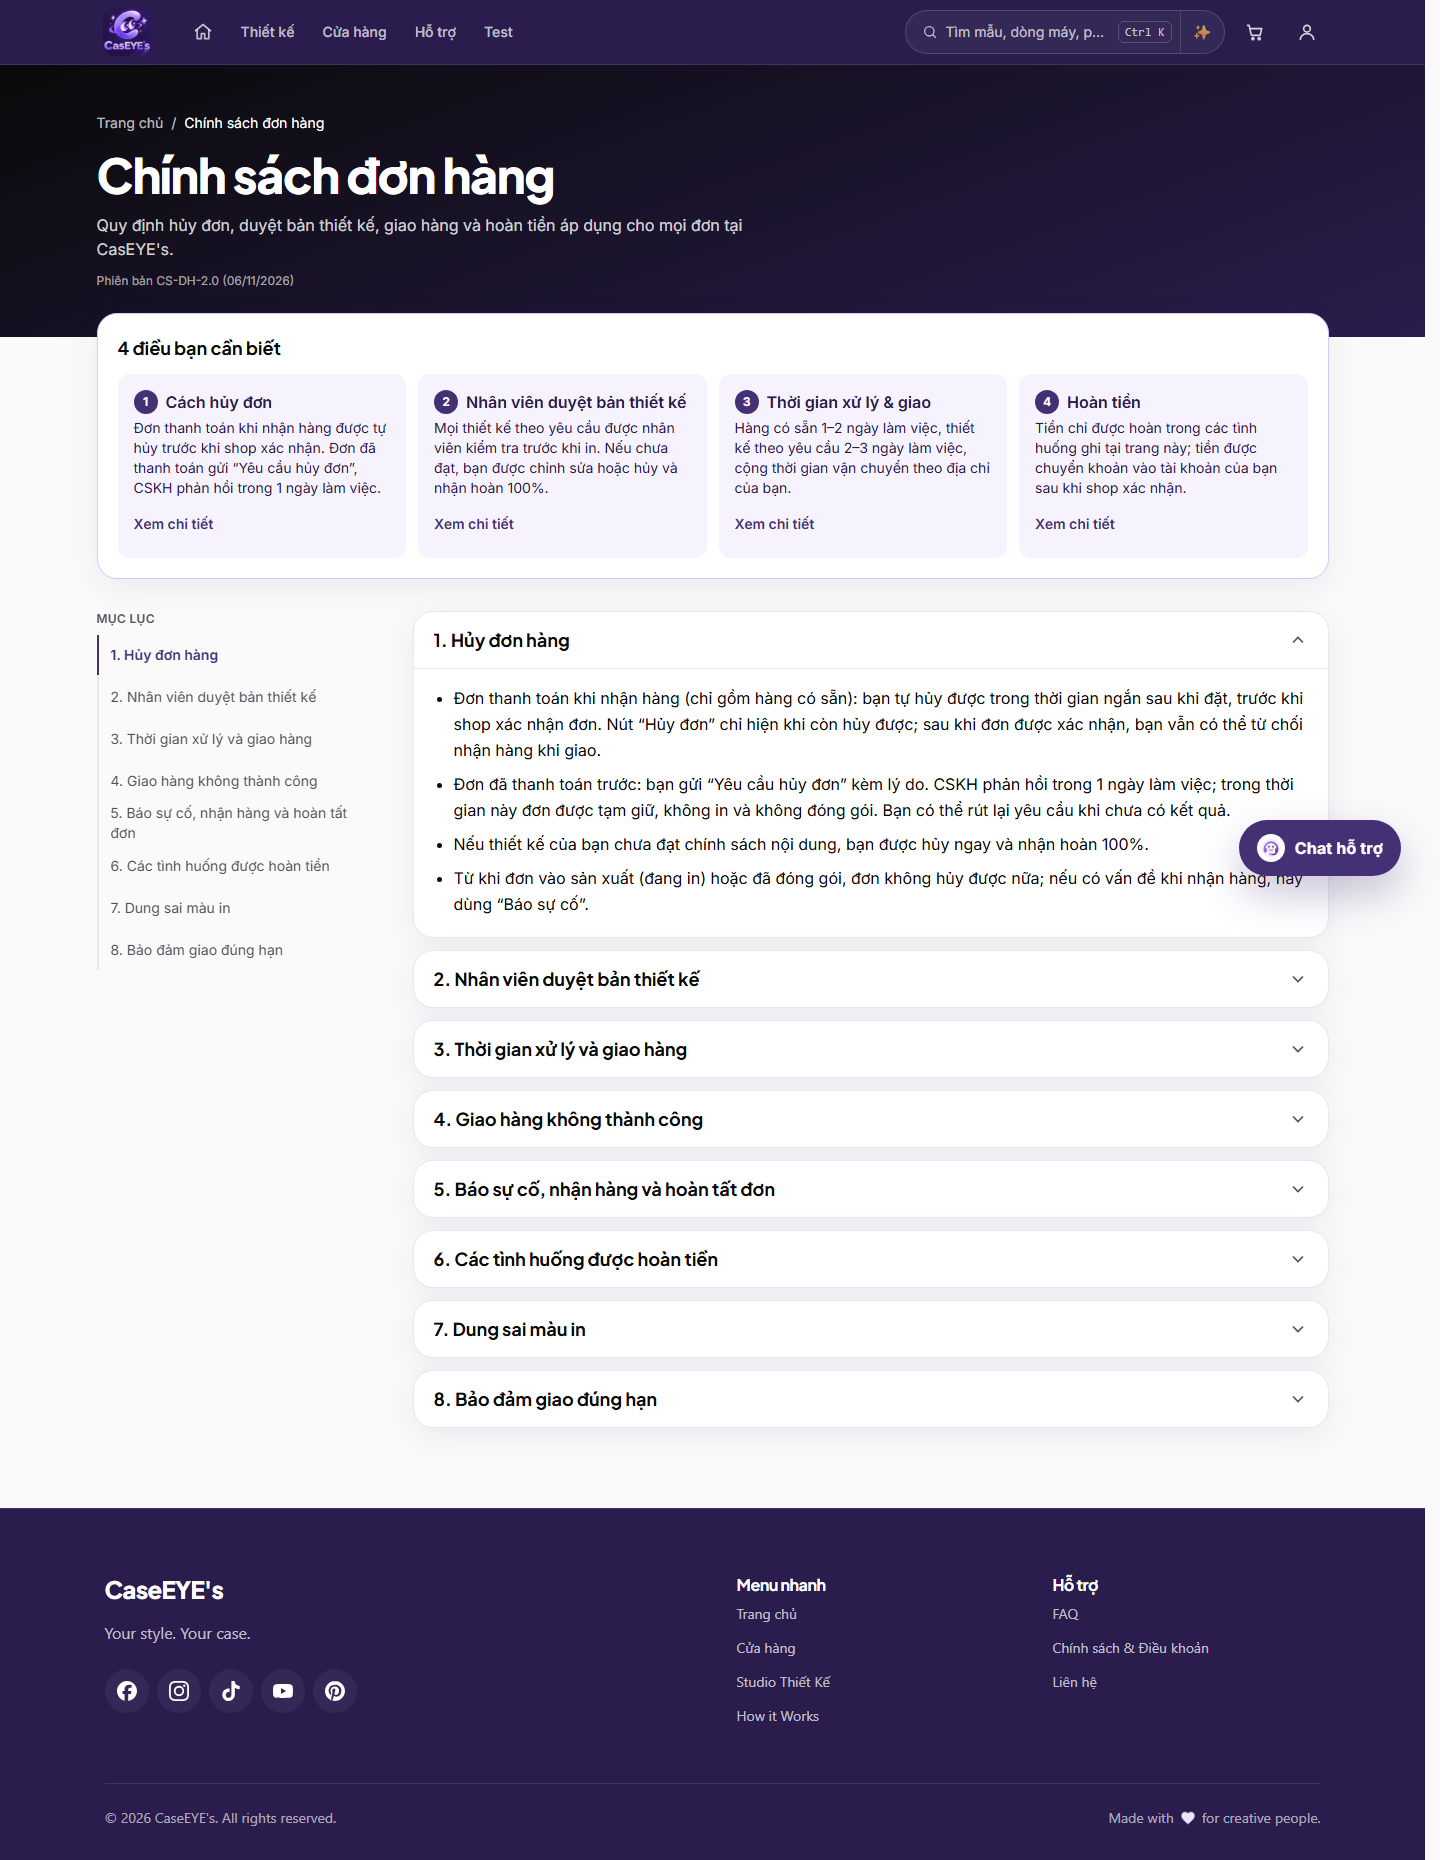 CasEYE's
Thiết kế
Cửa hàng
Hỗ trợ
Test
Tìm mẫu, dòng máy, p...
Ctrl K
Trang chủ / Chính sách đơn hàng
Chính sách đơn hàng
Quy định hủy đơn, duyệt bản thiết kế, giao hàng và hoàn tiền áp dụng cho mọi đơn tại
CasEYE's.
Phiên bản CS-DH-2.0 (06/11/2026)
4 điều bạn cần biết
1 Cách hủy đơn
Đơn thanh toán khi nhận hàng được tự
hủy trước khi shop xác nhận. Đơn đã
thanh toán gửi “Yêu cầu hủy đơn”,
CSKH phản hồi trong 1 ngày làm việc.
Xem chi tiết
2 Nhân viên duyệt bản thiết kế
Mọi thiết kế theo yêu cầu được nhân
viên kiểm tra trước khi in. Nếu chưa
đạt, bạn được chỉnh sửa hoặc hủy và
nhận hoàn 100%.
Xem chi tiết
3 Thời gian xử lý & giao
Hàng có sẵn 1–2 ngày làm việc, thiết
kế theo yêu cầu 2–3 ngày làm việc,
cộng thời gian vận chuyển theo địa chỉ
của bạn.
Xem chi tiết
4 Hoàn tiền
Tiền chỉ được hoàn trong các tình
huống ghi tại trang này; tiền được
chuyển khoản vào tài khoản của bạn
sau khi shop xác nhận.
Xem chi tiết
MỤC LỤC
1. Hủy đơn hàng
2. Nhân viên duyệt bản thiết kế
3. Thời gian xử lý và giao hàng
4. Giao hàng không thành công
5. Báo sự cố, nhận hàng và hoàn tất
đơn
6. Các tình huống được hoàn tiền
7. Dung sai màu in
8. Bảo đảm giao đúng hạn
1. Hủy đơn hàng
• Đơn thanh toán khi nhận hàng (chỉ gồm hàng có sẵn): bạn tự hủy được trong thời gian ngắn sau khi đặt, trước khi
shop xác nhận đơn. Nút “Hủy đơn” chỉ hiện khi còn hủy được; sau khi đơn được xác nhận, bạn vẫn có thể từ chối
nhận hàng khi giao.
• Đơn đã thanh toán trước: bạn gửi “Yêu cầu hủy đơn” kèm lý do. CSKH phản hồi trong 1 ngày làm việc; trong thời
gian này đơn được tạm giữ, không in và không đóng gói. Bạn có thể rút lại yêu cầu khi chưa có kết quả.
• Nếu thiết kế của bạn chưa đạt chính sách nội dung, bạn được hủy ngay và nhận hoàn 100%.
• Từ khi đơn vào sản xuất (đang in) hoặc đã đóng gói, đơn không hủy được nữa; nếu có vấn đề khi nhận hàng, hãy
dùng “Báo sự cố”.
Chat hỗ trợ
2. Nhân viên duyệt bản thiết kế
3. Thời gian xử lý và giao hàng
4. Giao hàng không thành công
5. Báo sự cố, nhận hàng và hoàn tất đơn
6. Các tình huống được hoàn tiền
7. Dung sai màu in
8. Bảo đảm giao đúng hạn
CaseEYE's
Your style. Your case.
Menu nhanh
Trang chủ
Cửa hàng
Studio Thiết Kế
How it Works
Hỗ trợ
FAQ
Chính sách & Điều khoản
Liên hệ
© 2026 CaseEYE's. All rights reserved.
Made with 🤍 for creative people.